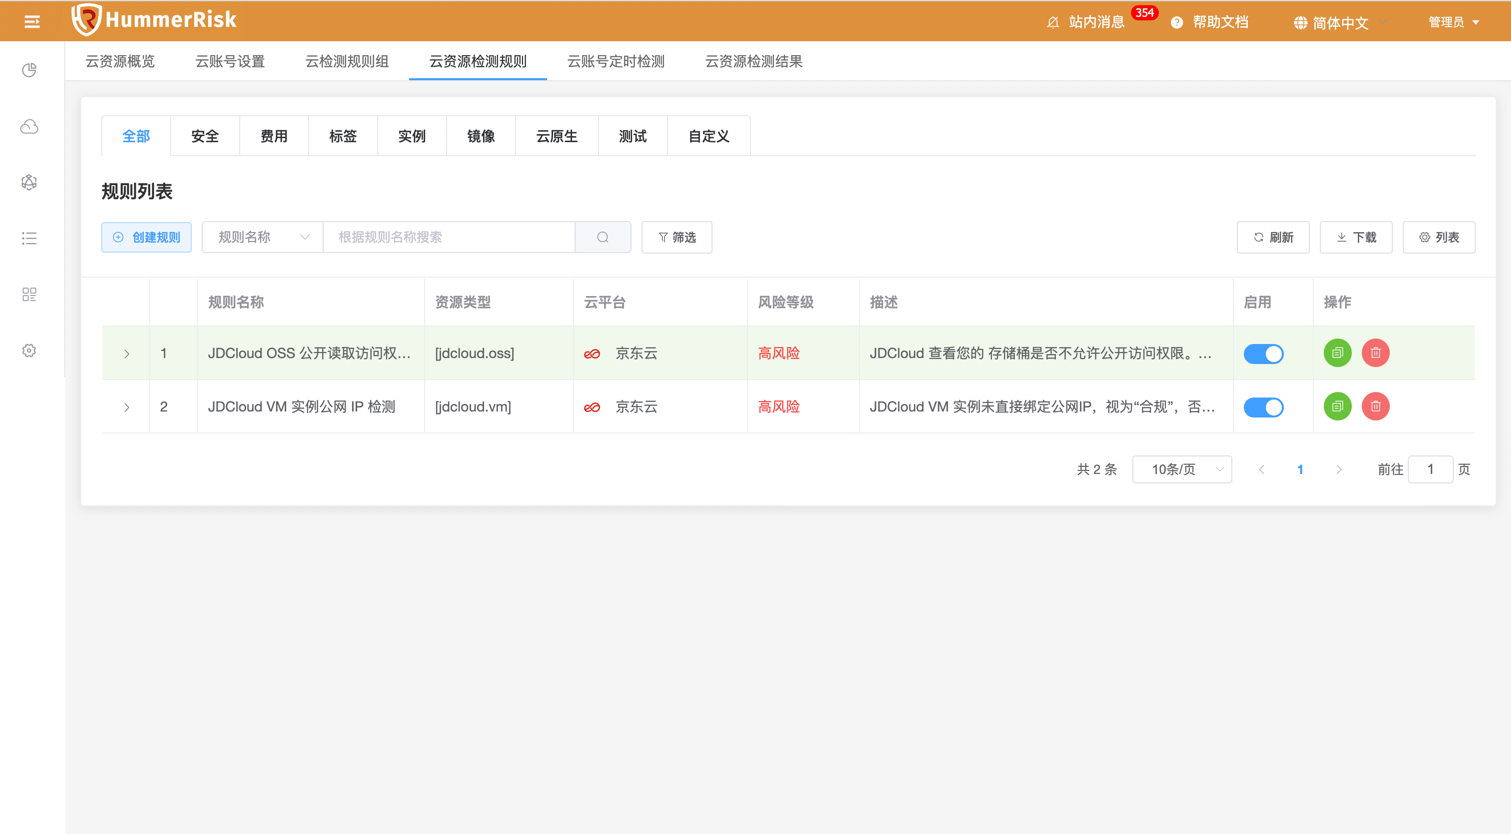 HummerRisk
站内消息 354
帮助文档
简体中文
管理员
云资源概览 云账号设置 云检测规则组 云资源检测规则 云账号定时检测 云资源检测结果
全部 安全 费用 标签 实例 镜像 云原生 测试 自定义
规则列表
创建规则 规则名称 根据规则名称搜索 筛选 刷新 下载 列表
规则名称 资源类型 云平台 风险等级 描述 启用 操作
1 JDCloud OSS 公开读取访问权... [jdcloud.oss] 京东云 高风险 JDCloud 查看您的 存储桶是否不允许公开访问权限。...
2 JDCloud VM 实例公网 IP 检测 [jdcloud.vm] 京东云 高风险 JDCloud VM 实例未直接绑定公网IP，视为“合规”，否...
共 2 条 10条/页 1 前往 1 页